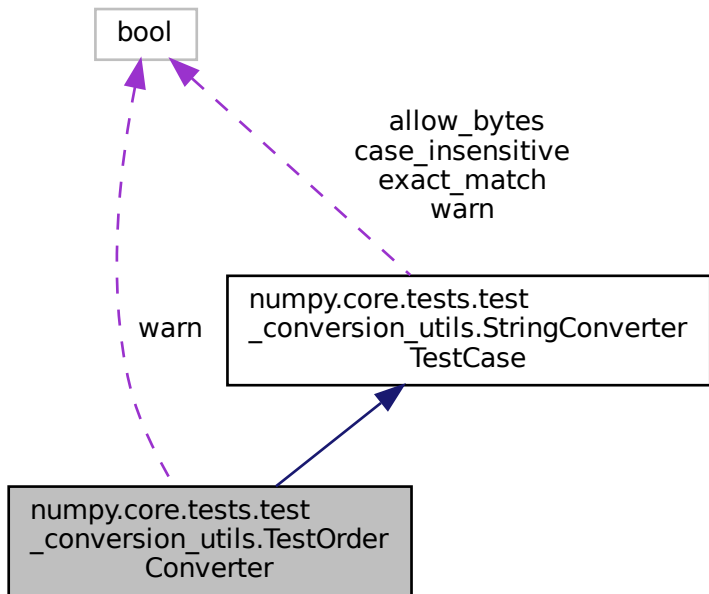 bool
allow_bytes
case_insensitive
exact_match
warn
numpy.core.tests.test
_conversion_utils.StringConverter
TestCase
warn
numpy.core.tests.test
_conversion_utils.TestOrder
Converter